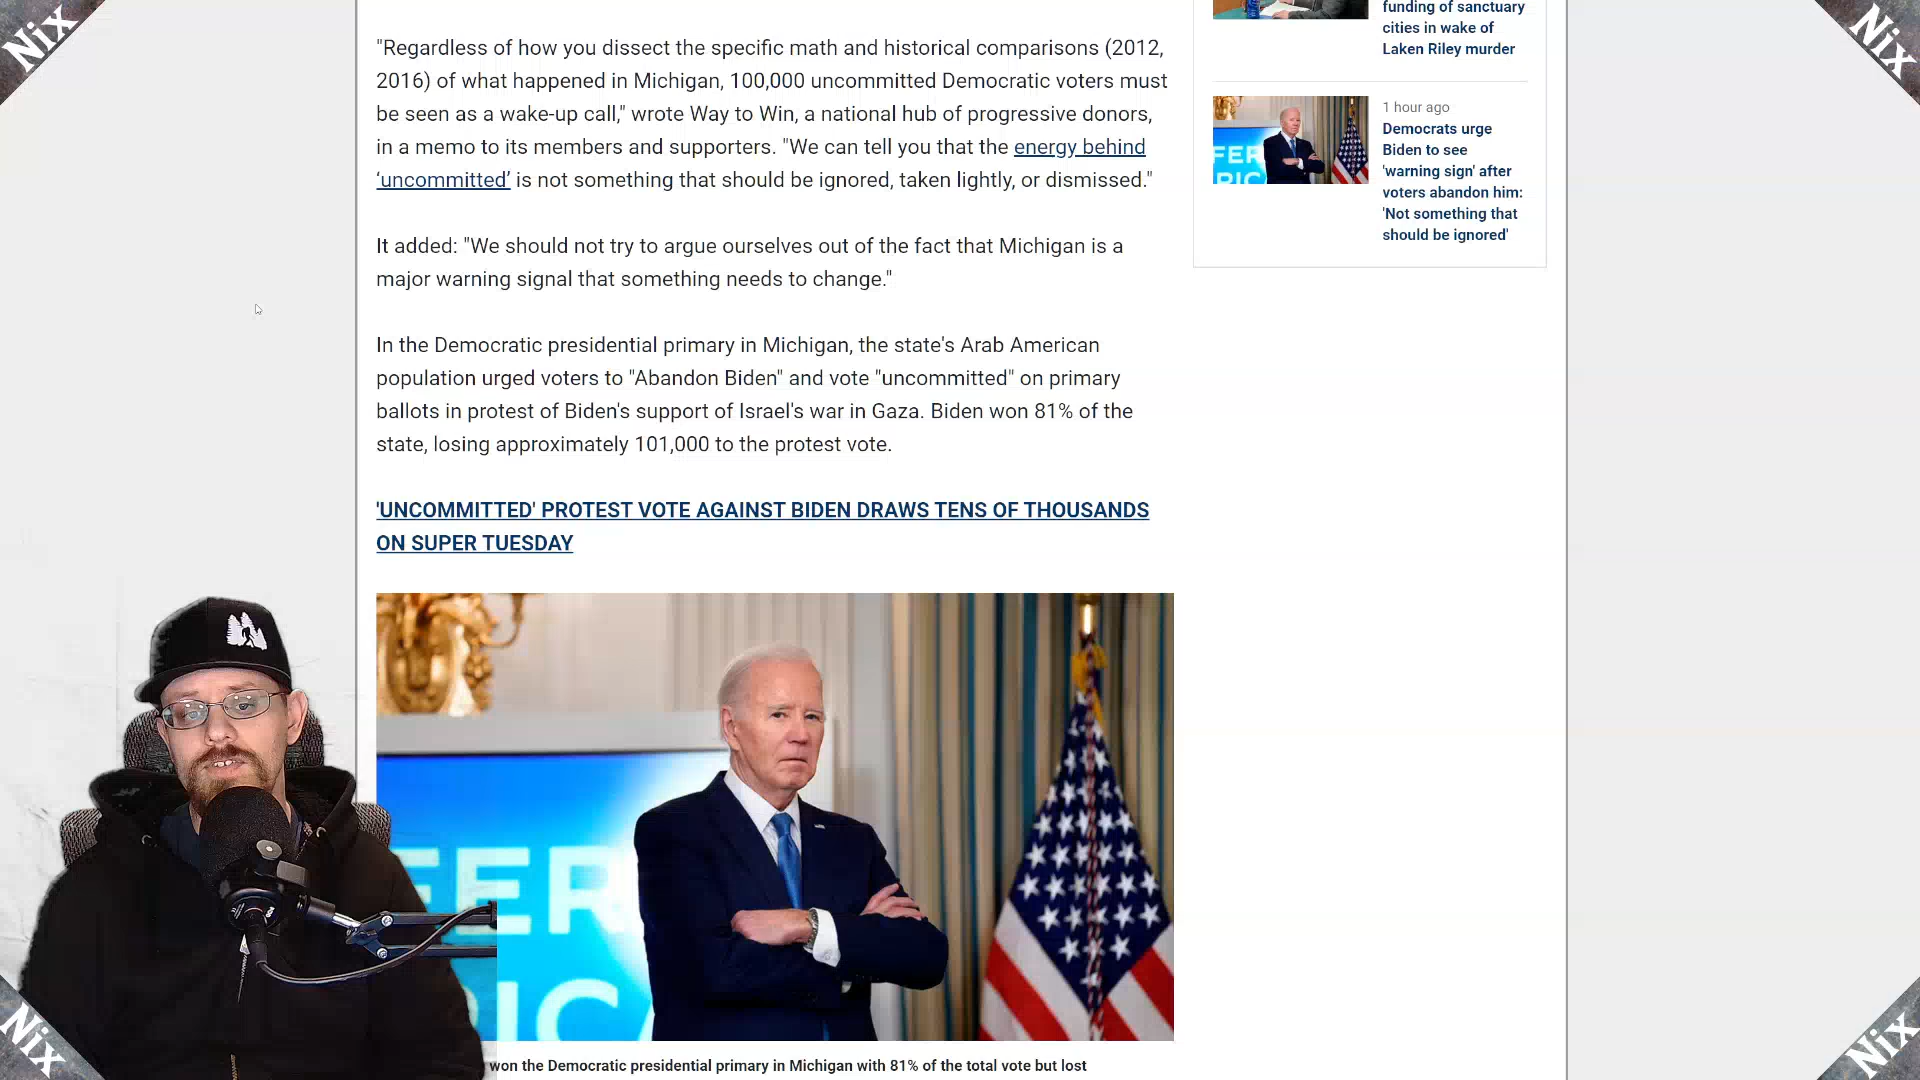 Nix
Nix
"Regardless of how you dissect the specific math and historical comparisons (2012,
2016) of what happened in Michigan, 100,000 uncommitted Democratic voters must
be seen as a wake-up call," wrote Way to Win, a national hub of progressive donors,
in a memo to its members and supporters. "We can tell you that the energy behind
‘uncommitted’ is not something that should be ignored, taken lightly, or dismissed."
It added: "We should not try to argue ourselves out of the fact that Michigan is a
major warning signal that something needs to change."
In the Democratic presidential primary in Michigan, the state's Arab American
population urged voters to "Abandon Biden" and vote "uncommitted" on primary
ballots in protest of Biden's support of Israel's war in Gaza. Biden won 81% of the
state, losing approximately 101,000 to the protest vote.
'UNCOMMITTED' PROTEST VOTE AGAINST BIDEN DRAWS TENS OF THOUSANDS
ON SUPER TUESDAY
FER
RIC
won the Democratic presidential primary in Michigan with 81% of the total vote but lost
funding of sanctuary
cities in wake of
Laken Riley murder
1 hour ago
Democrats urge
Biden to see
'warning sign' after
voters abandon him:
'Not something that
should be ignored'
FER
RIC
Nix
Nix